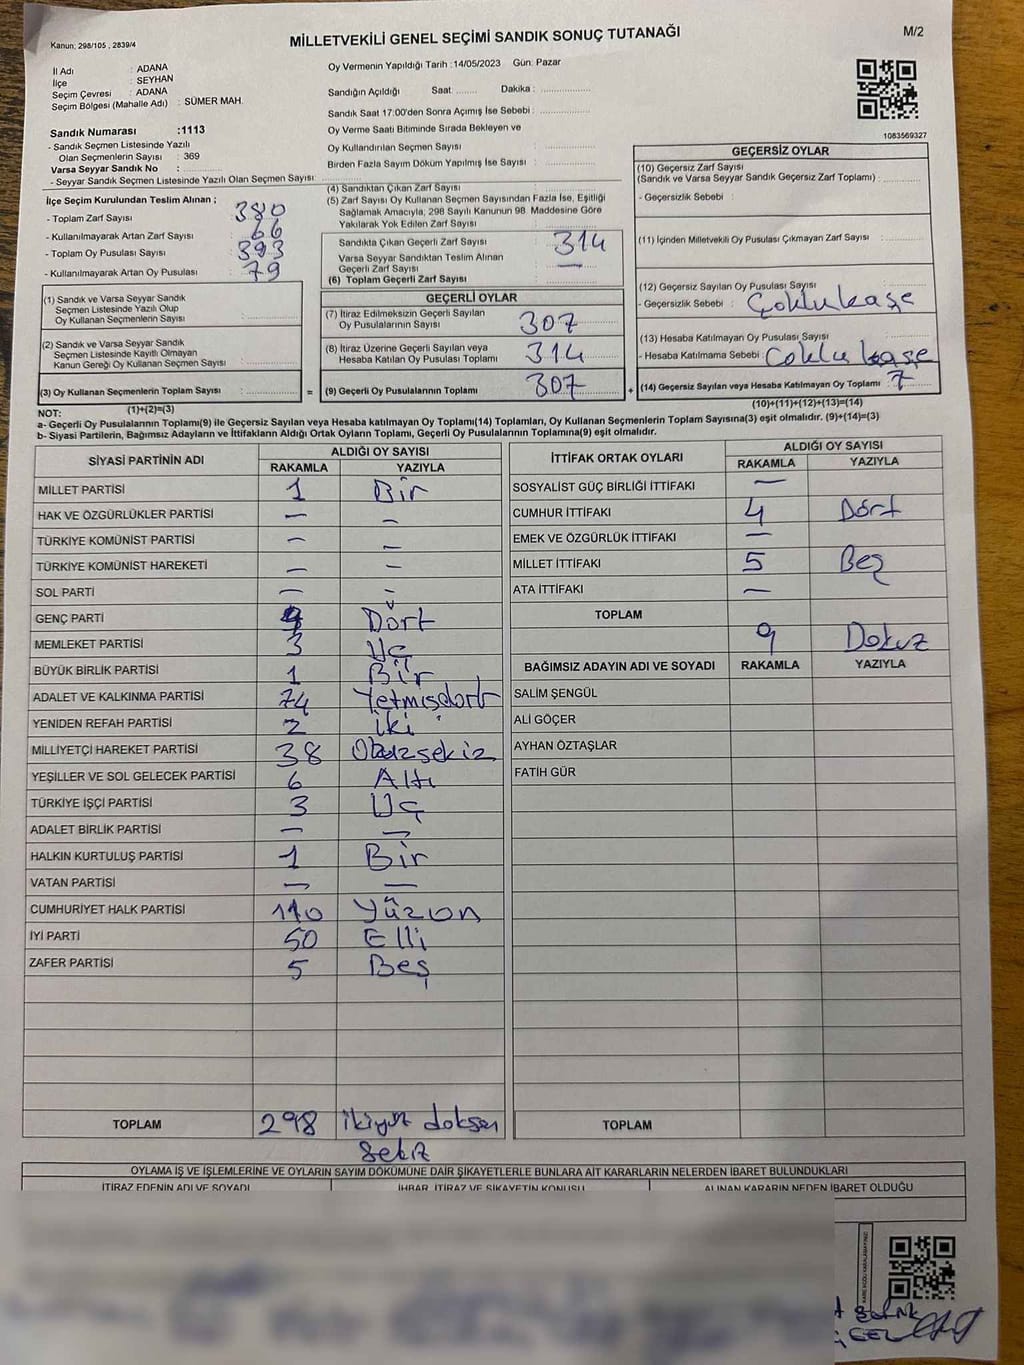 Kanun: 298/105 , 2839/4
MİLLETVEKİLİ GENEL SEÇİMİ SANDIK SONUÇ TUTANAĞI
M/2
İl Adı : ADANA
İlçe : SEYHAN
Seçim Çevresi : ADANA
Seçim Bölgesi (Mahalle Adı) : SÜMER MAH.
Sandık Numarası :1113
- Sandık Seçmen Listesinde Yazılı
Olan Seçmenlerin Sayısı : 369
Varsa Seyyar Sandık No :
- Seyyar Sandık Seçmen Listesinde Yazılı Olan Seçmen Sayısı:
Oy Vermenin Yapıldığı Tarih :14/05/2023 Gün: Pazar
Sandığın Açıldığı Saat ........ Dakika :
Sandık Saat 17:00'den Sonra Açımış İse Sebebi :
Oy Verme Saati Bitiminde Sırada Bekleyen ve
Oy Kullandırılan Seçmen Sayısı :
Birden Fazla Sayım Döküm Yapılmış İse Sayısı :
1083569327
İlçe Seçim Kurulundan Teslim Alınan ;
- Toplam Zarf Sayısı 380
- Kullanılmayarak Artan Zarf Sayısı 66
- Toplam Oy Pusulası Sayısı 393
- Kullanılmayarak Artan Oy Pusulası 79
(4) Sandıktan Çıkan Zarf Sayısı
(5) Zarf Sayısı Oy Kullanan Seçmen Sayısından Fazla İse, Eşitliği
Sağlamak Amacıyla, 298 Sayılı Kanunun 98. Maddesine Göre
Yakılarak Yok Edilen Zarf Sayısı :
Sandıkta Çıkan Geçerli Zarf Sayısı 314
Varsa Seyyar Sandıktan Teslim Alınan
Geçerli Zarf Sayısı —
(6) Toplam Geçerli Zarf Sayısı
GEÇERSİZ OYLAR
(10) Geçersiz Zarf Sayısı
(Sandık ve Varsa Seyyar Sandık Geçersiz Zarf Toplamı) :
- Geçersizlik Sebebi :
(11) İçinden Milletvekili Oy Pusulası Çıkmayan Zarf Sayısı :
(12) Geçersiz Sayılan Oy Pusulası Sayısı
- Geçersizlik Sebebi : Çoklu kaşe
(13) Hesaba Katılmayan Oy Pusulası Sayısı
- Hesaba Katılmama Sebebi : Coklu kaşe
(14) Geçersiz Sayılan veya Hesaba Katılmayan Oy Toplamı : 7
(10)+(11)+(12)+(13)=(14)
(1) Sandık ve Varsa Seyyar Sandık
Seçmen Listesinde Yazılı Olup
Oy Kullanan Seçmenlerin Sayısı :
(2) Sandık ve Varsa Seyyar Sandık
Seçmen Listesinde Kayıtlı Olmayan
Kanun Gereği Oy Kullanan Seçmen Sayısı :
(3) Oy Kullanan Seçmenlerin Toplam Sayısı : =
(1)+(2)=(3)
GEÇERLİ OYLAR
(7) İtiraz Edilmeksizin Geçerli Sayılan
Oy Pusulalarının Sayısı 307
(8) İtiraz Üzerine Geçerli Sayılan veya
Hesaba Katılan Oy Pusulası Toplamı 314
(9) Geçerli Oy Pusulalarının Toplamı 307 +
NOT:
a- Geçerli Oy Pusulalarının Toplamı(9) ile Geçersiz Sayılan veya Hesaba katılmayan Oy Toplamı(14) Toplamları, Oy Kullanan Seçmenlerin Toplam Sayısına(3) eşit olmalıdır. (9)+(14)=(3)
b- Siyasi Partilerin, Bağımsız Adayların ve İttifakların Aldığı Ortak Oyların Toplamı, Geçerli Oy Pusulalarının Toplamına(9) eşit olmalıdır.
SİYASİ PARTİNİN ADI ALDIĞI OY SAYISI
RAKAMLA YAZIYLA
MİLLET PARTİSİ 1 Bir
HAK VE ÖZGÜRLÜKLER PARTİSİ — —
TÜRKİYE KOMÜNİST PARTİSİ — —
TÜRKİYE KOMÜNİST HAREKETİ — —
SOL PARTİ — —
GENÇ PARTİ 4 Dört
MEMLEKET PARTİSİ 3 Üç
BÜYÜK BİRLİK PARTİSİ 1 Bir
ADALET VE KALKINMA PARTİSİ 74 Yetmişdört
YENİDEN REFAH PARTİSİ 2 İki
MİLLİYETÇİ HAREKET PARTİSİ 38 Otuzsekiz
YEŞİLLER VE SOL GELECEK PARTİSİ 6 Altı
TÜRKİYE İŞÇİ PARTİSİ 3 Üç
ADALET BİRLİK PARTİSİ — —
HALKIN KURTULUŞ PARTİSİ 1 Bir
VATAN PARTİSİ — —
CUMHURİYET HALK PARTİSİ 110 Yüzon
İYİ PARTİ 50 Elli
ZAFER PARTİSİ 5 Beş
TOPLAM 298 ikiyüz doksan
sekiz
İTTİFAK ORTAK OYLARI ALDIĞI OY SAYISI
RAKAMLA YAZIYLA
SOSYALİST GÜÇ BİRLİĞİ İTTİFAKI —
CUMHUR İTTİFAKI 4 Dört
EMEK VE ÖZGÜRLÜK İTTİFAKI —
MİLLET İTTİFAKI 5 Beş
ATA İTTİFAKI —
TOPLAM 9 Dokuz
BAĞIMSIZ ADAYIN ADI VE SOYADI RAKAMLA YAZIYLA
SALİM ŞENGÜL
ALİ GÖÇER
AYHAN ÖZTAŞLAR
FATİH GÜR
TOPLAM
OYLAMA İŞ VE İŞLEMLERİNE VE OYLARIN SAYIM DÖKÜMÜNE DAİR ŞİKAYETLERLE BUNLARA AİT KARARLARIN NELERDEN İBARET BULUNDUKLARI
İTİRAZ EDENİN ADI VE SOYADI İHBAR, İTİRAZ VE ŞİKAYETİN KONUSU ALINAN KARARIN NEDEN İBARET OLDUĞU